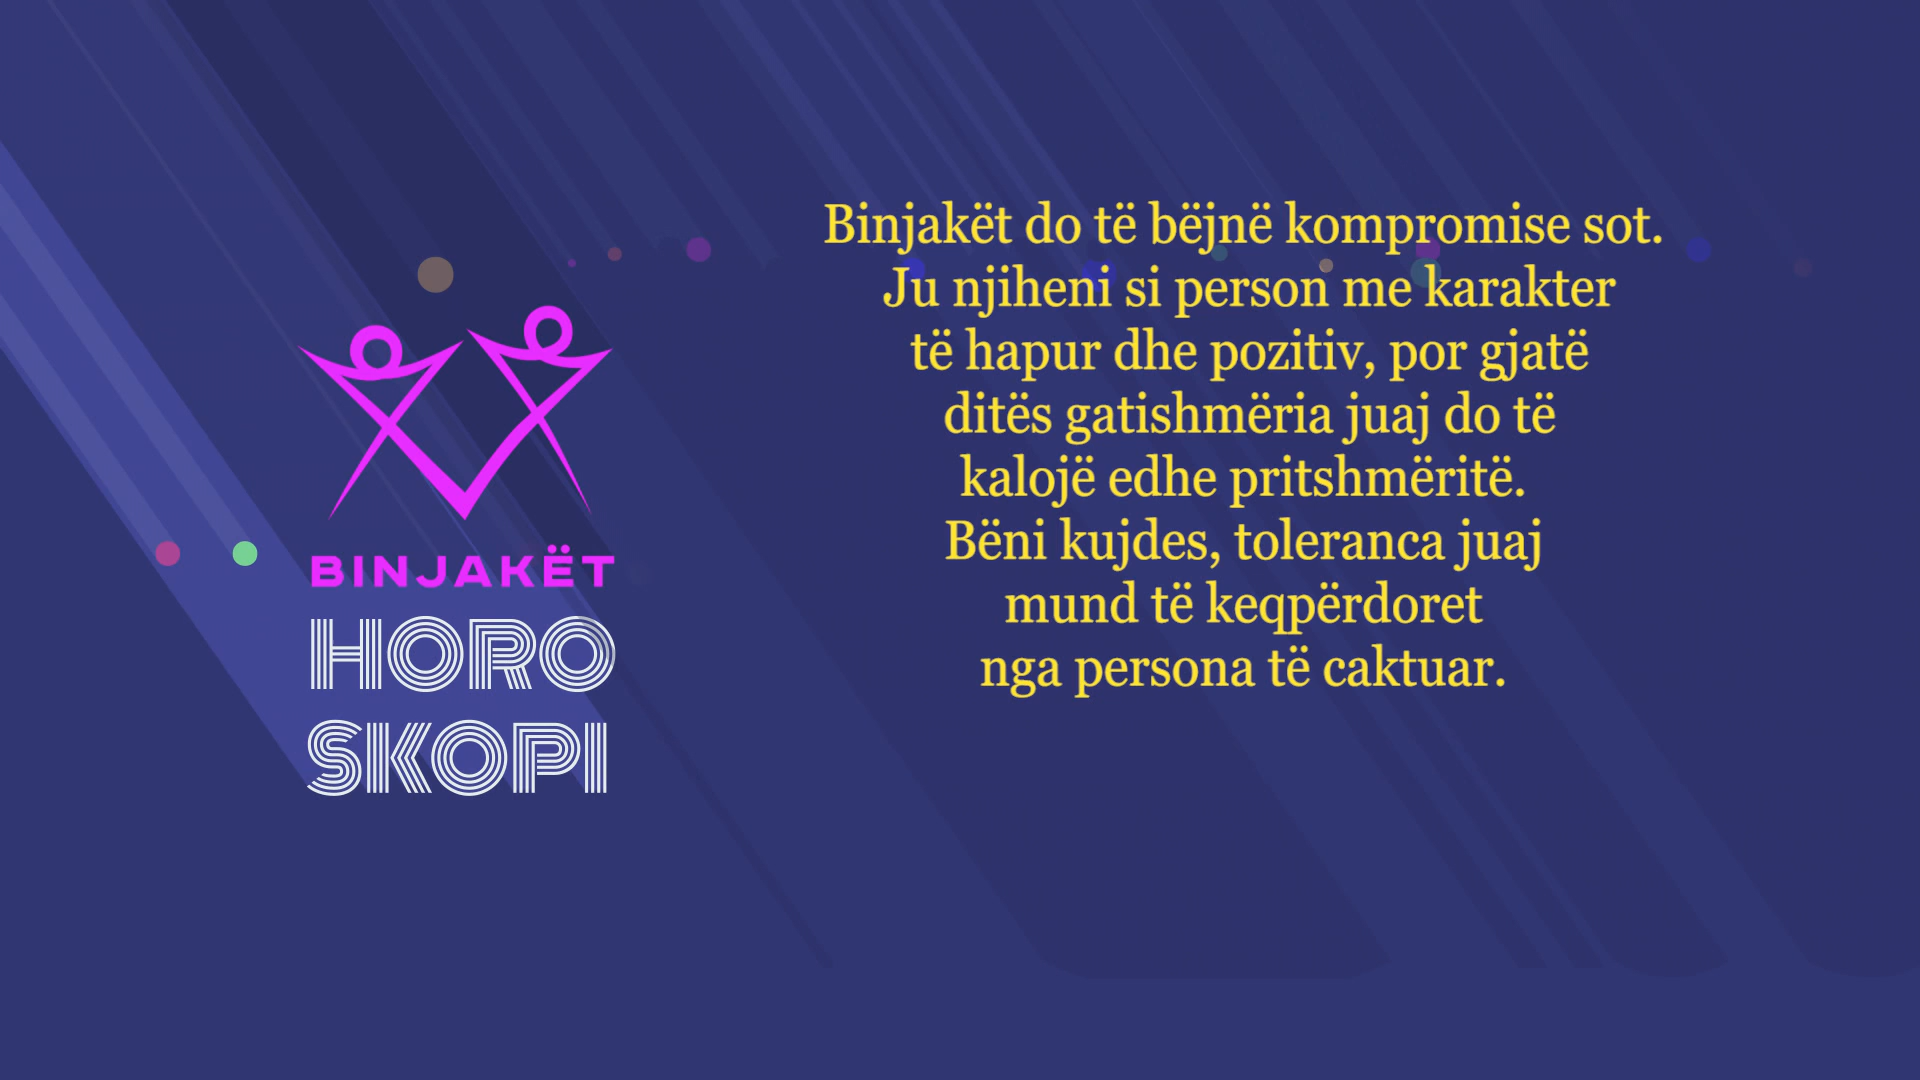 BINJAKËT
HORO
SKOPI
Binjakët do të bëjnë kompromise sot.
Ju njiheni si person me karakter
të hapur dhe pozitiv, por gjatë
ditës gatishmëria juaj do të
kalojë edhe pritshmëritë.
Bëni kujdes, toleranca juaj
mund të keqpërdoret
nga persona të caktuar.